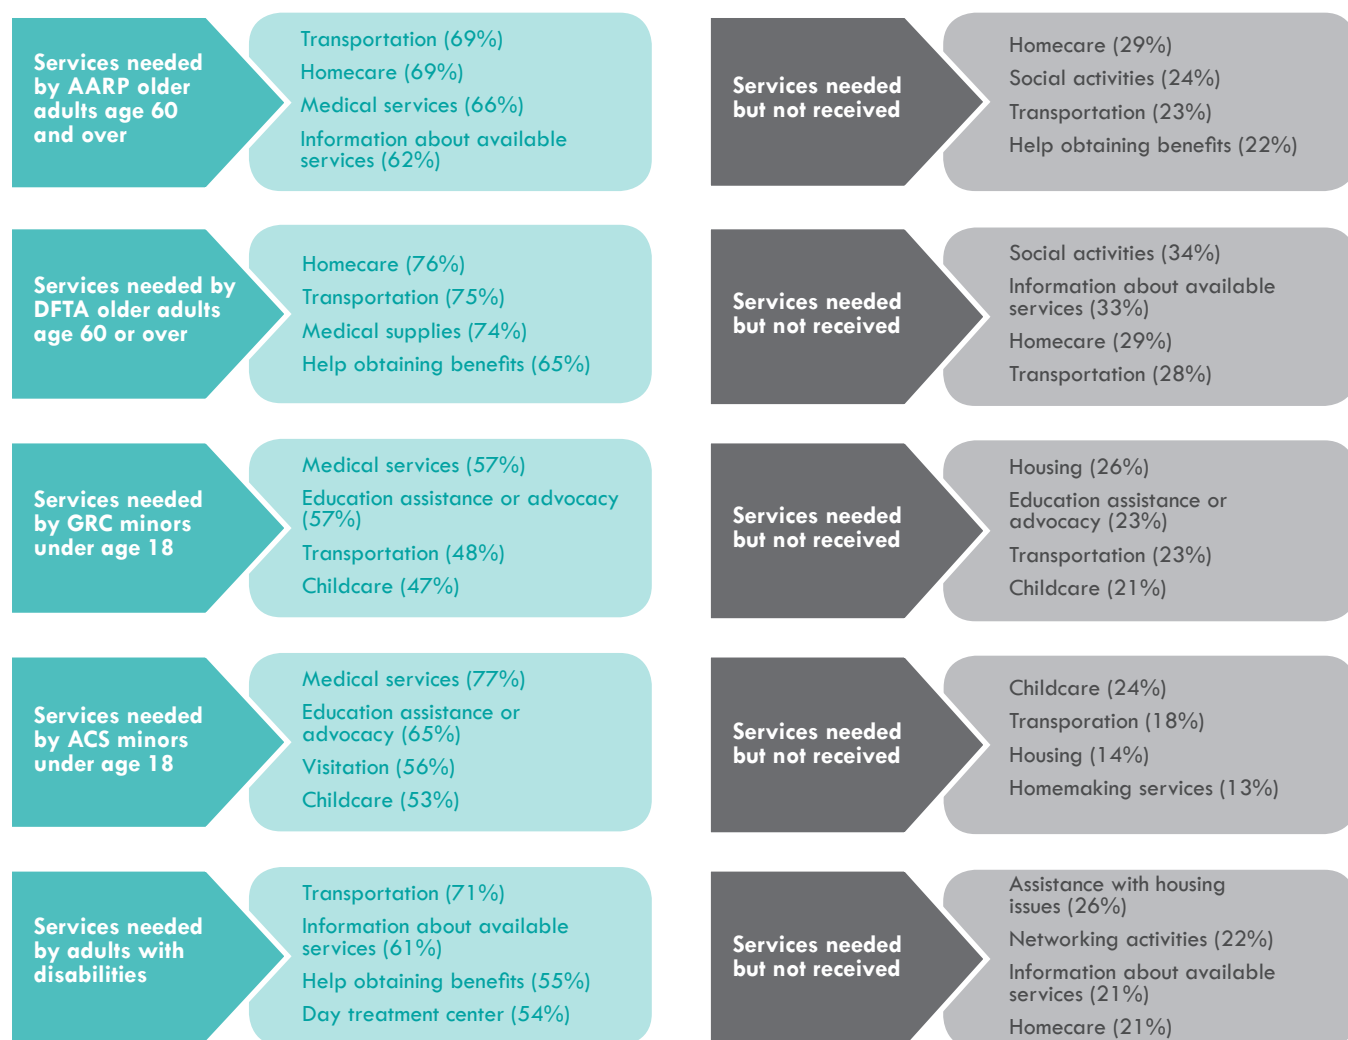 Services needed
by AARP older
adults age 60
and over
Transportation (69%)
Homecare (69%)
Medical services (66%)
Information about available
services (62%)
Services needed
but not received
Homecare (29%)
Social activities (24%)
Transportation (23%)
Help obtaining benefits (22%)
Services needed by
DFTA older adults
age 60 or over
Homecare (76%)
Transportation (75%)
Medical supplies (74%)
Help obtaining benefits (65%)
Services needed
but not received
Social activities (34%)
Information about available
services (33%)
Homecare (29%)
Transportation (28%)
Services needed
by GRC minors
under age 18
Medical services (57%)
Education assistance or advocacy
(57%)
Transportation (48%)
Childcare (47%)
Services needed
but not received
Housing (26%)
Education assistance or
advocacy (23%)
Transportation (23%)
Childcare (21%)
Services needed
by ACS minors
under age 18
Medical services (77%)
Education assistance or
advocacy (65%)
Visitation (56%)
Childcare (53%)
Services needed
but not received
Childcare (24%)
Transporation (18%)
Housing (14%)
Homemaking services (13%)
Services needed
by adults with
disabilities
Transportation (71%)
Information about available
services (61%)
Help obtaining benefits (55%)
Day treatment center (54%)
Services needed
but not received
Assistance with housing
issues (26%)
Networking activities (22%)
Information about available
services (21%)
Homecare (21%)